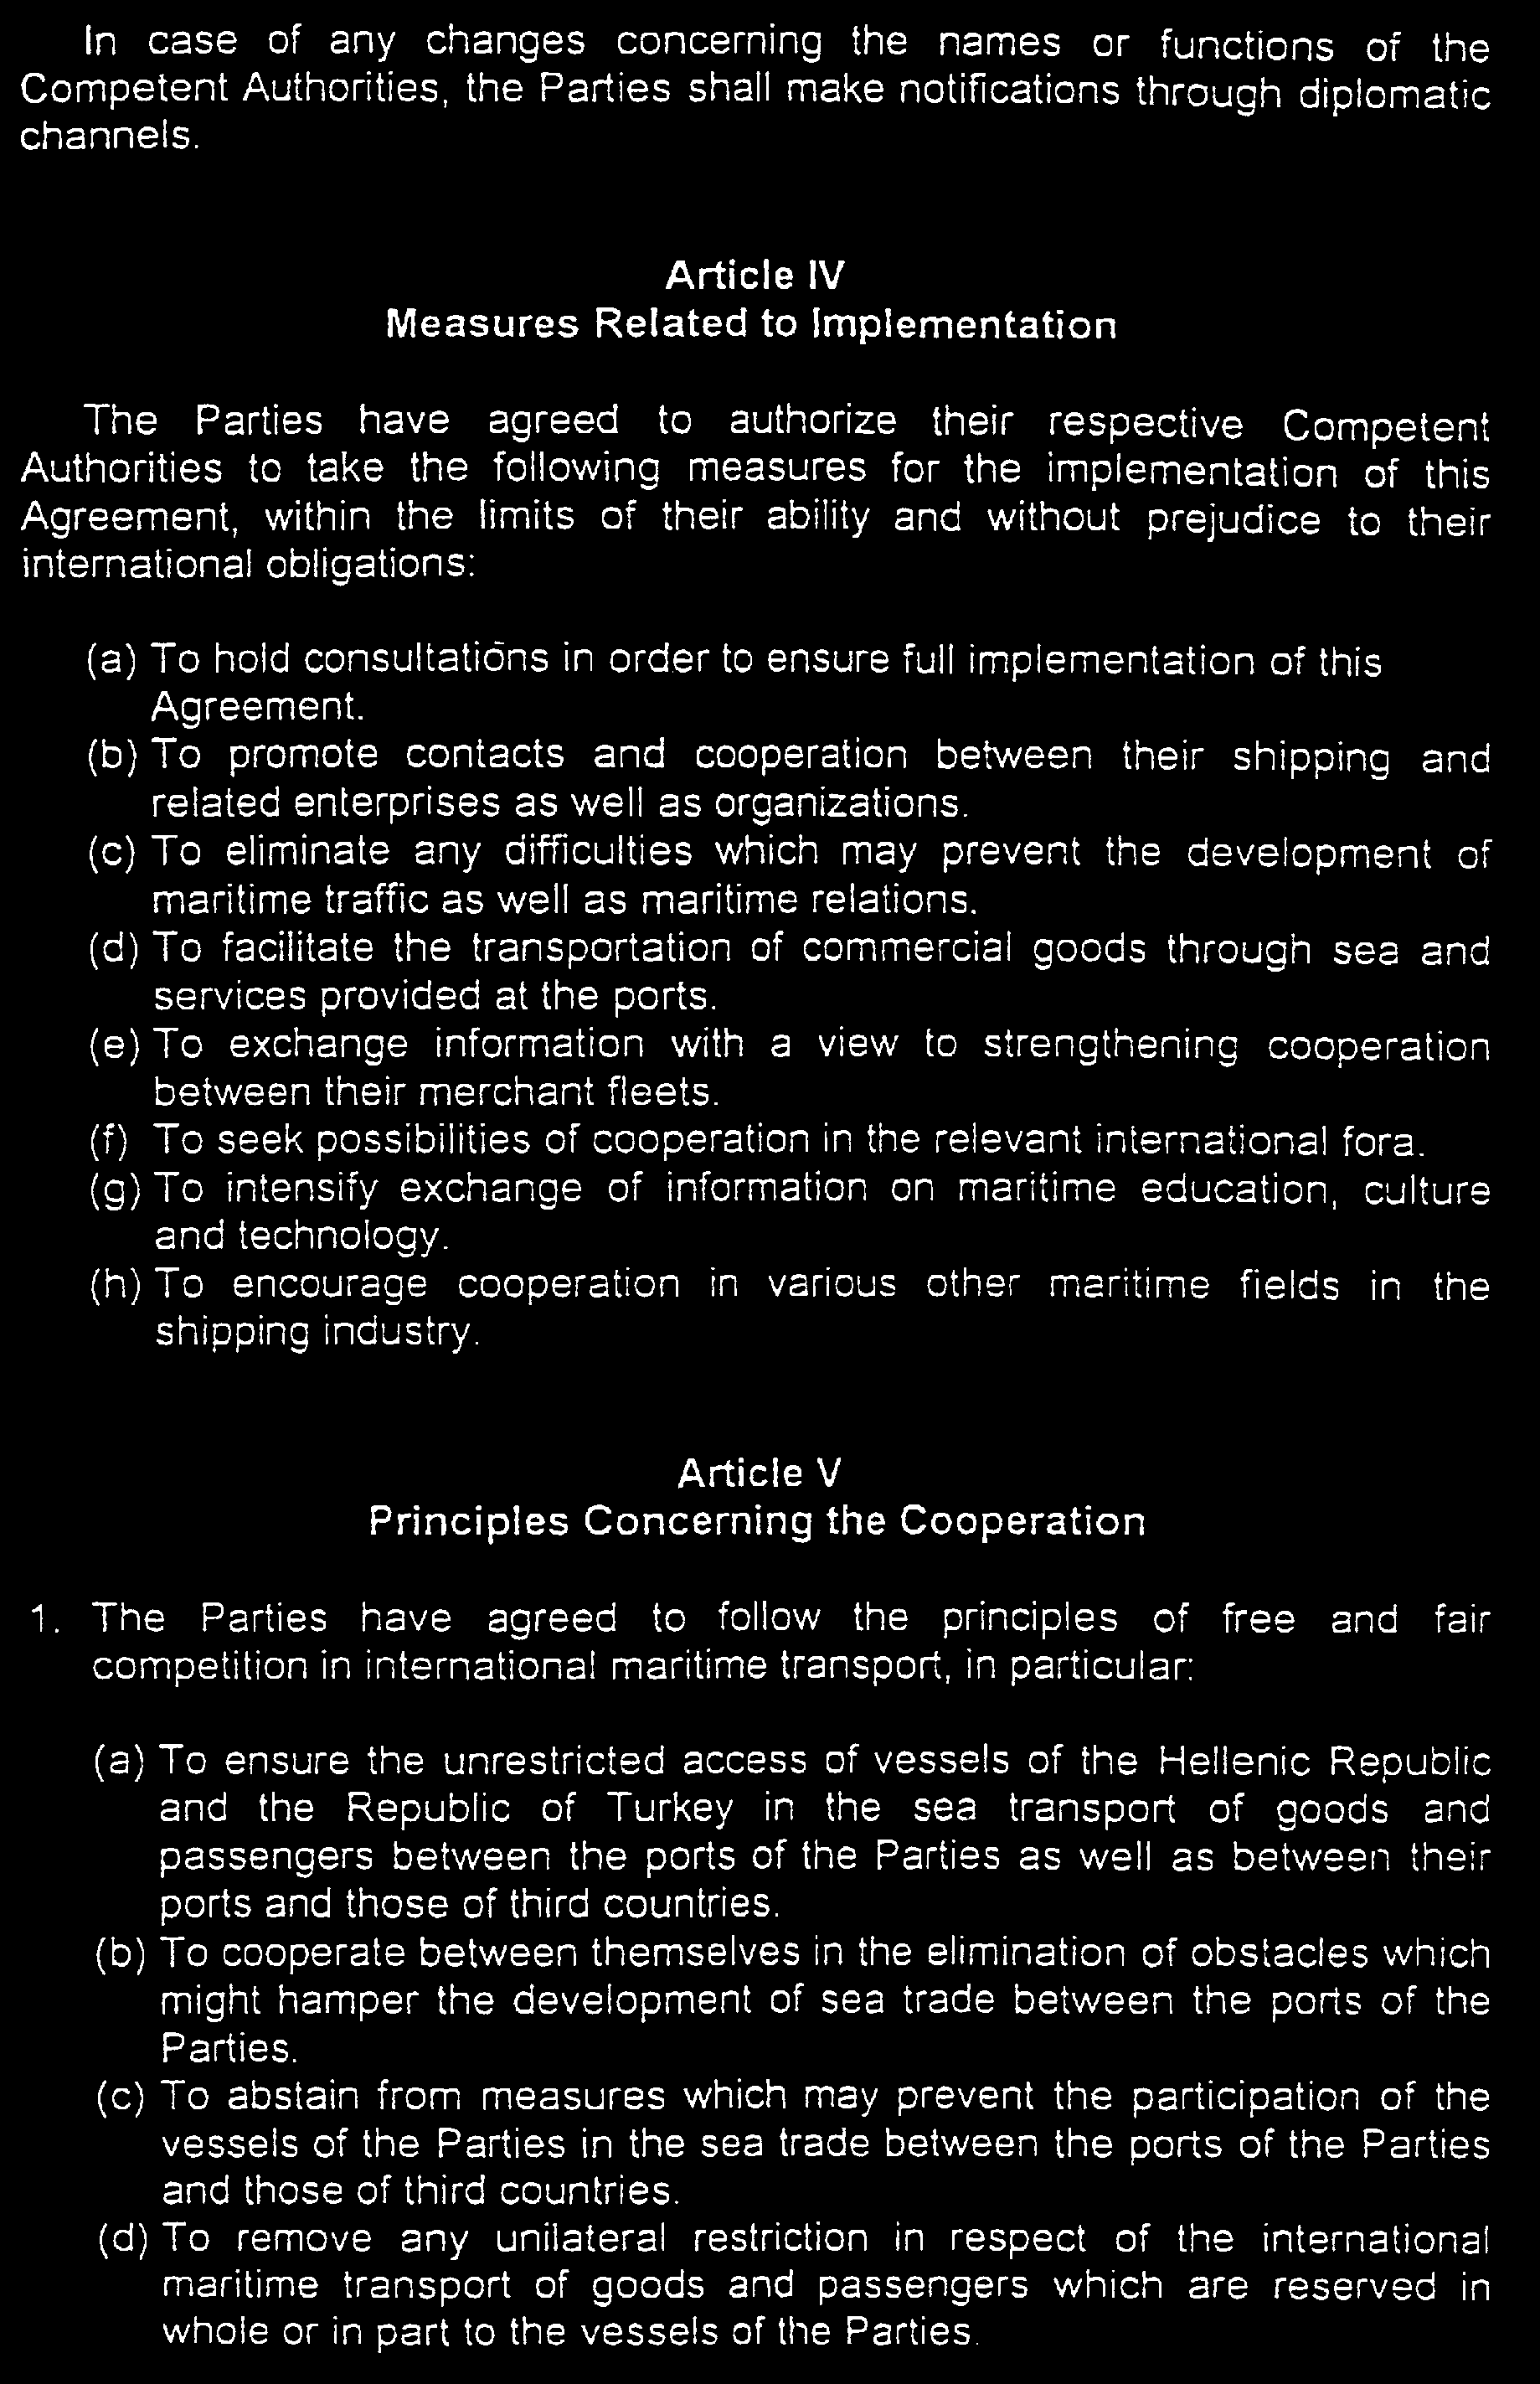 In case of any changes concerning the names or functions of the
Competent Authorities, the Parties shall make notifications through diplomatic
channels.
Article IV
Measures Related to Implementation
The Parties have agreed to authorize their respective Competent
Authorities to take the following measures for the implementation of this
Agreement, within the limits of their ability and without prejudice to their
international obligations:
(a) To hold consultations in order to ensure full implementation of this
Agreement.
(b) To promote contacts and cooperation between their shipping and
related enterprises as well as organizations.
(c) To eliminate any difficulties which may prevent the development of
maritime traffic as well as maritime relations.
(d) To facilitate the transportation of commercial goods through sea and
services provided at the ports.
(e) To exchange information with a view to strengthening cooperation
between their merchant fleets.
(f) To seek possibilities of cooperation in the relevant international fora.
(g) To intensify exchange of information on maritime education, culture
and technology.
(h) To encourage cooperation in various other maritime fields in the
shipping industry.
Article V
Principles Concerning the Cooperation
1. The Parties have agreed to follow the principles of free and fair
competition in international maritime transport, in particular:
(a) To ensure the unrestricted access of vessels of the Hellenic Republic
and the Republic of Turkey in the sea transport of goods and
passengers between the ports of the Parties as well as between their
ports and those of third countries.
(b) To cooperate between themselves in the elimination of obstacles which
might hamper the development of sea trade between the ports of the
Parties.
(c) To abstain from measures which may prevent the participation of the
vessels of the Parties in the sea trade between the ports of the Parties
and those of third countries.
(d) To remove any unilateral restriction in respect of the international
maritime transport of goods and passengers which are reserved in
whole or in part to the vessels of the Parties.